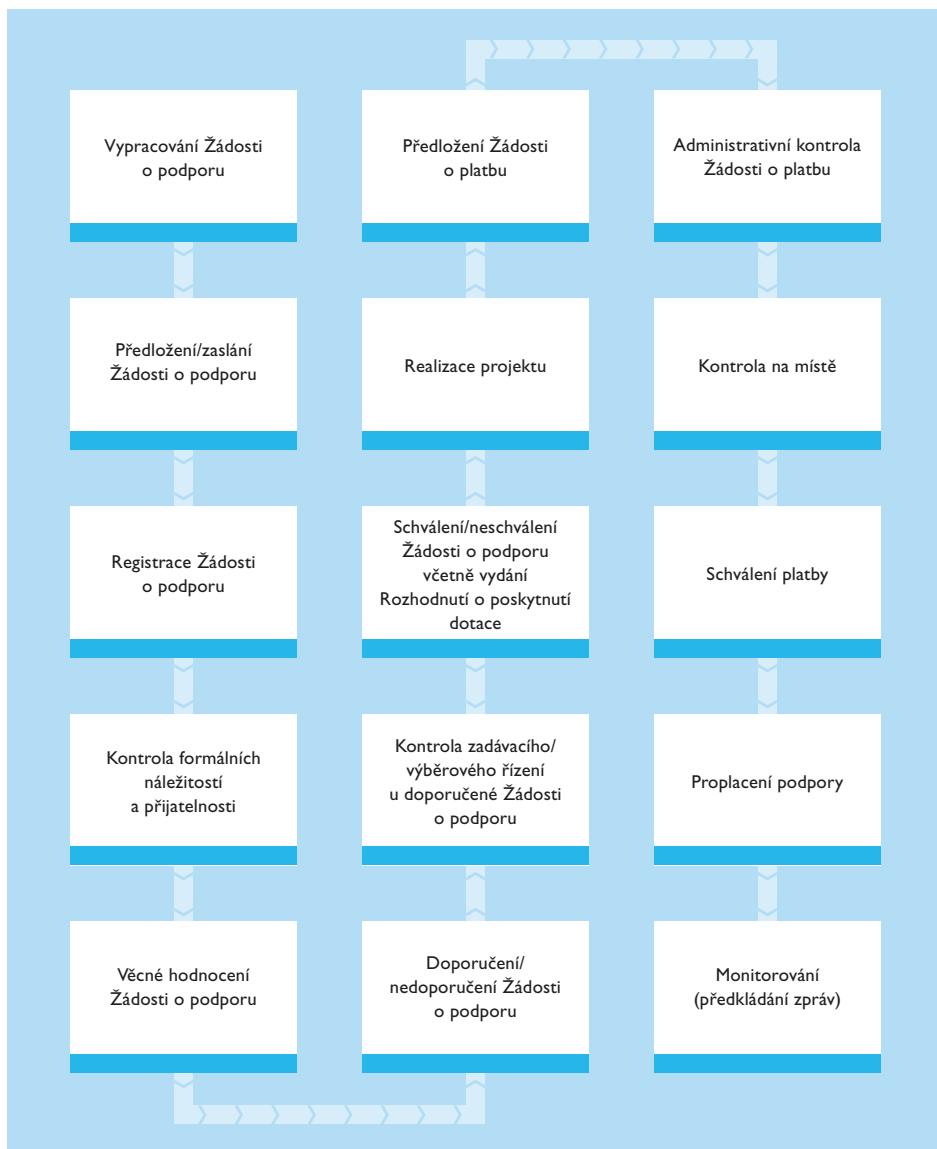 Vypracování Žádosti
o podporu
Předložení/zaslání
Žádosti o podporu
Registrace Žádosti
o podporu
Kontrola formálních
náležitostí
a přijatelnosti
Věcné hodnocení
Žádosti o podporu
Doporučení/
nedoporučení Žádosti
o podporu
Kontrola zadávacího/
výběrového řízení
u doporučené Žádosti
o podporu
Schválení/neschválení
Žádosti o podporu
včetně vydání
Rozhodnutí o poskytnutí
dotace
Realizace projektu
Předložení Žádosti
o platbu
Administrativní kontrola
Žádosti o platbu
Kontrola na místě
Schválení platby
Proplacení podpory
Monitorování
(předkládání zpráv)